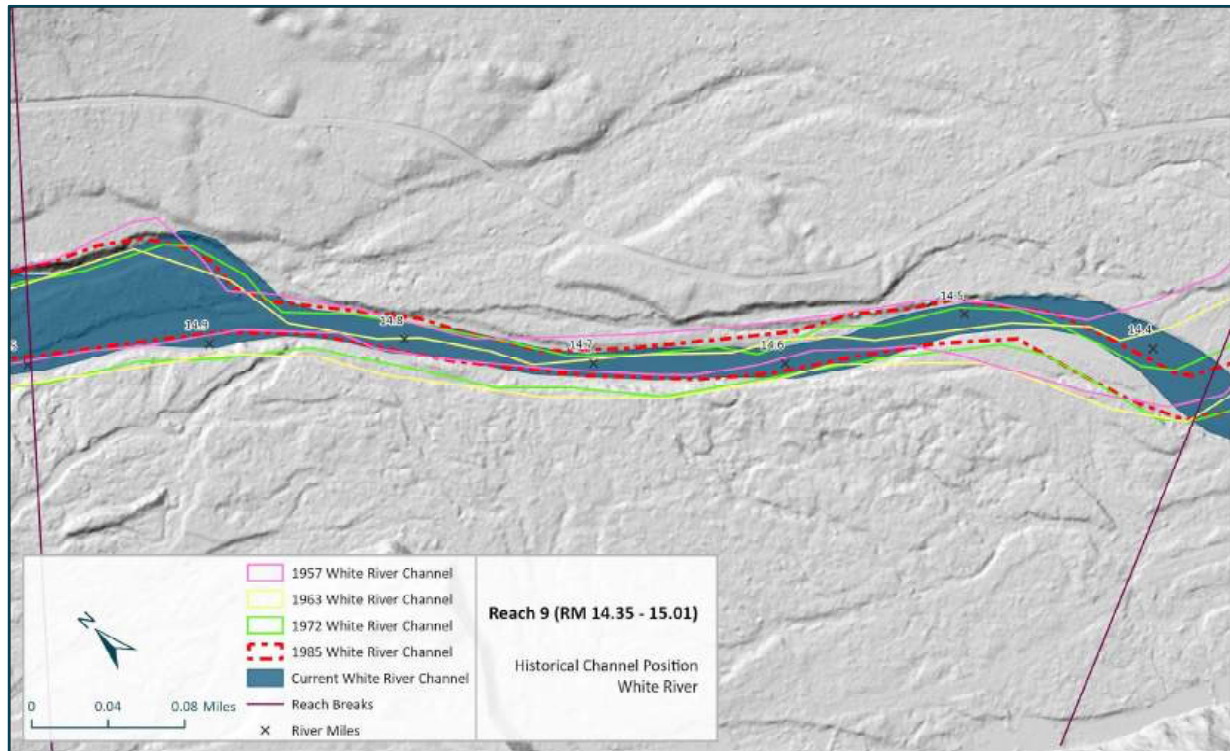 14.5
14.8
14.9
14.4
14.7
14.6
1957 White River Channel
1963 White River Channel
1972 White River Channel
1985 White River Channel
Current White River Channel
Reach Breaks
River Miles
N
0 0.04 0.08 Miles
Reach 9 (RM 14.35 - 15.01)
Historical Channel Position
White River